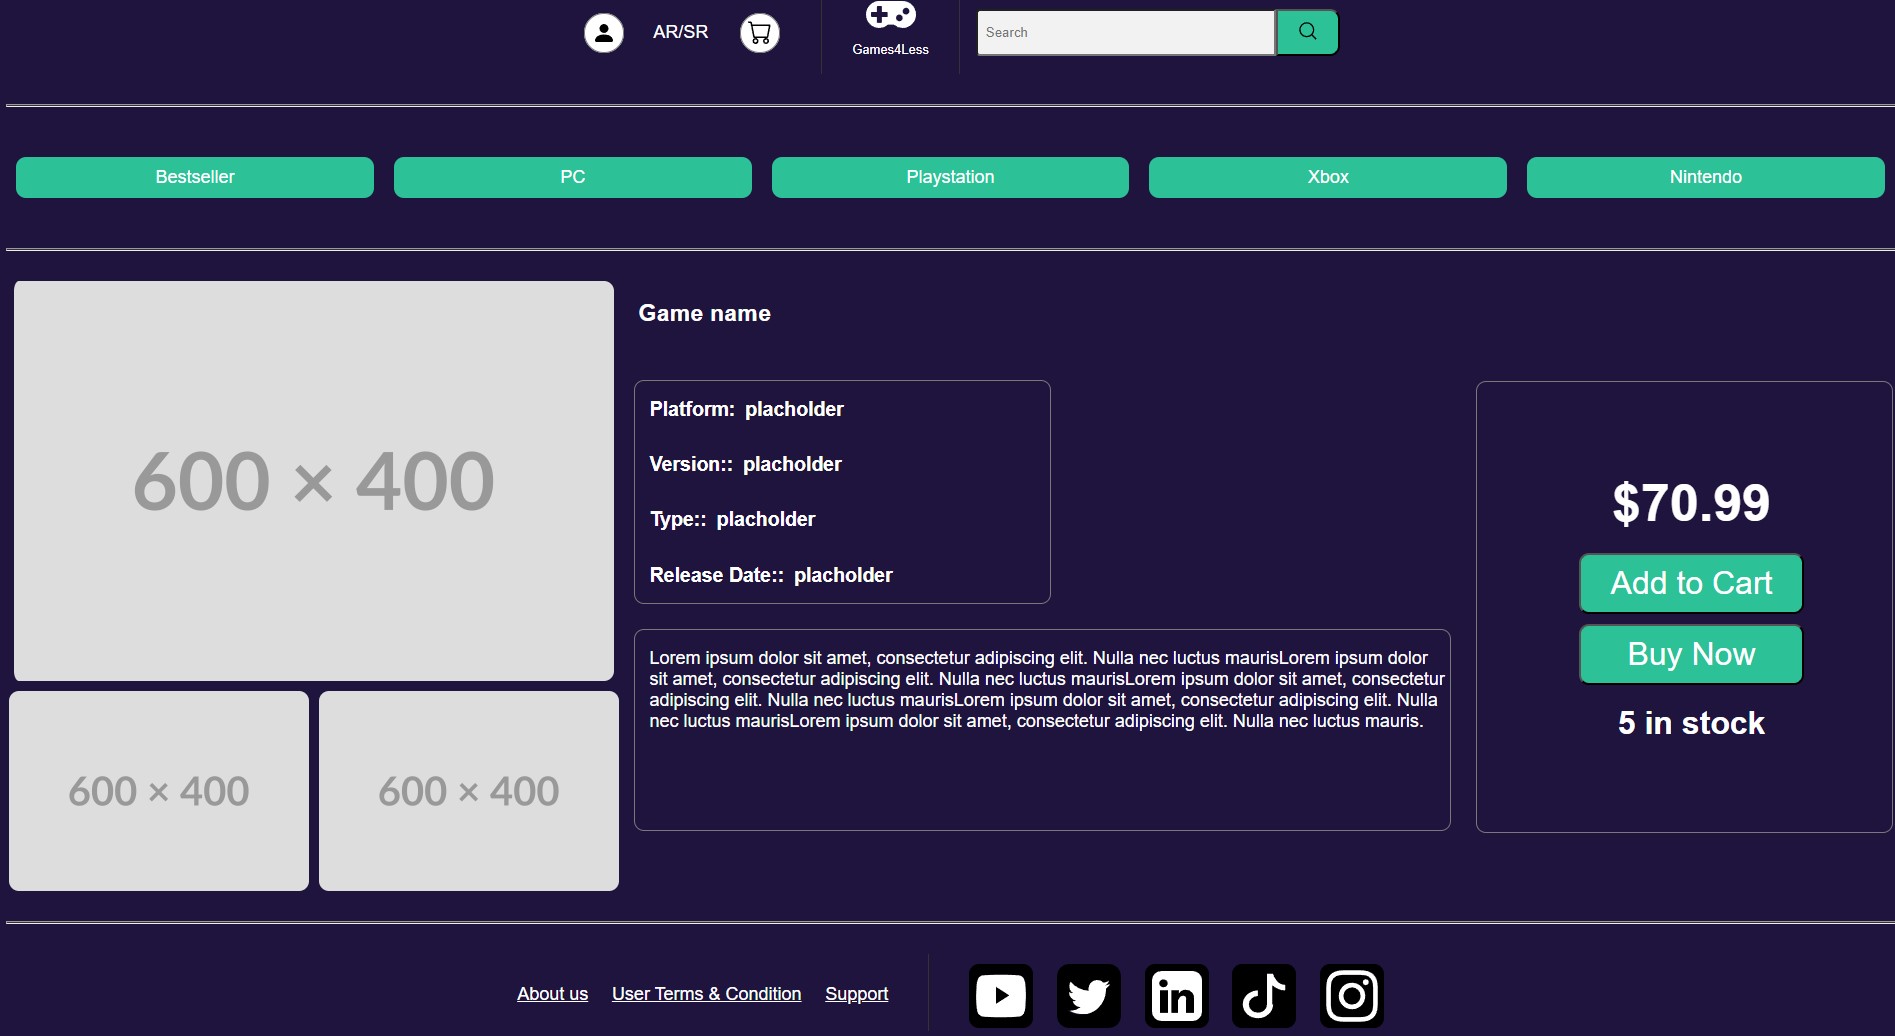 AR/SR
Games4Less
Search
Bestseller
PC
Playstation
Xbox
Nintendo
600 × 400
600 × 400
600 × 400
Game name
Platform: placholder
Version:: placholder
Type:: placholder
Release Date:: placholder
Lorem ipsum dolor sit amet, consectetur adipiscing elit. Nulla nec luctus maurisLorem ipsum dolor
sit amet, consectetur adipiscing elit. Nulla nec luctus maurisLorem ipsum dolor sit amet, consectetur
adipiscing elit. Nulla nec luctus maurisLorem ipsum dolor sit amet, consectetur adipiscing elit. Nulla
nec luctus maurisLorem ipsum dolor sit amet, consectetur adipiscing elit. Nulla nec luctus mauris.
$70.99
Add to Cart
Buy Now
5 in stock
About us
User Terms & Condition
Support
in